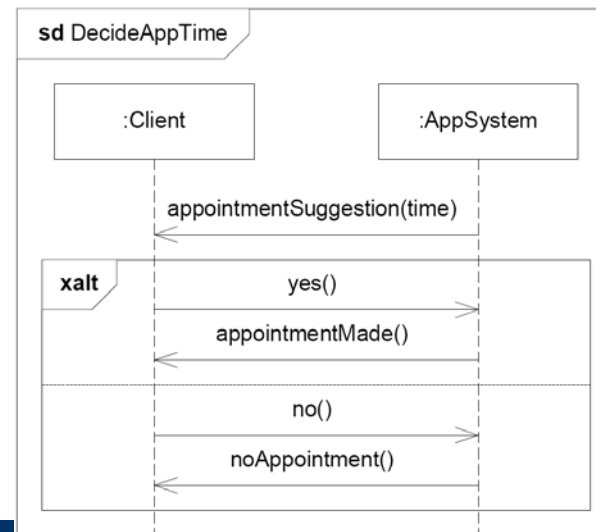 sd DecideAppTime
:Client :AppSystem
appointmentSuggestion(time)
xalt
yes()
appointmentMade()
no()
noAppointment()